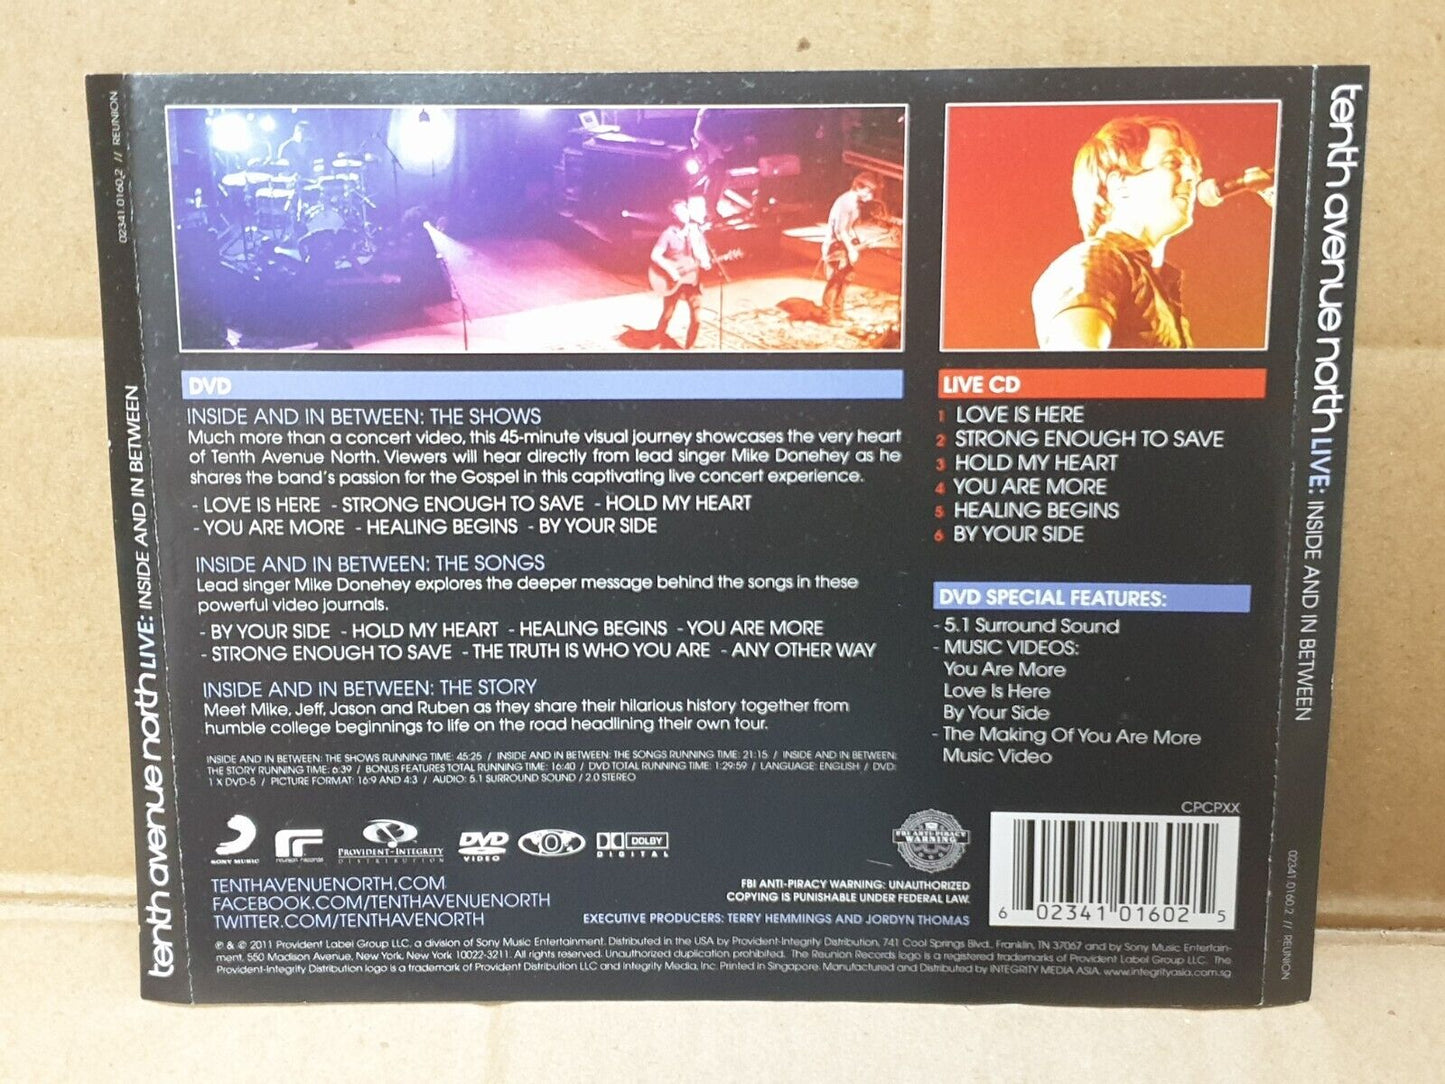 02341.0160.2 // REUNION
tenth avenue north LIVE: INSIDE AND IN BETWEEN
DVD
INSIDE AND IN BETWEEN: THE SHOWS
Much more than a concert video, this 45-minute visual journey showcases the very heart
of Tenth Avenue North. Viewers will hear directly from lead singer Mike Donehey as he
shares the band's passion for the Gospel in this captivating live concert experience.
- LOVE IS HERE - STRONG ENOUGH TO SAVE - HOLD MY HEART
- YOU ARE MORE - HEALING BEGINS - BY YOUR SIDE
INSIDE AND IN BETWEEN: THE SONGS
Lead singer Mike Donehey explores the deeper message behind the songs in these
powerful video journals.
- BY YOUR SIDE - HOLD MY HEART - HEALING BEGINS - YOU ARE MORE
- STRONG ENOUGH TO SAVE - THE TRUTH IS WHO YOU ARE - ANY OTHER WAY
INSIDE AND IN BETWEEN: THE STORY
Meet Mike, Jeff, Jason and Ruben as they share their hilarious history together from
humble college beginnings to life on the road headlining their own tour.
INSIDE AND IN BETWEEN: THE SHOWS RUNNING TIME: 45:25 / INSIDE AND IN BETWEEN: THE SONGS RUNNING TIME: 21:15 / INSIDE AND IN BETWEEN:
THE STORY RUNNING TIME: 6:39 / BONUS FEATURES TOTAL RUNNING TIME: 16:40 / DVD TOTAL RUNNING TIME: 1:29:59 / LANGUAGE: ENGLISH / DVD:
1 X DVD-5 / PICTURE FORMAT: 16:9 AND 4:3 / AUDIO: 5.1 SURROUND SOUND / 2.0 STEREO
LIVE CD
1 LOVE IS HERE
2 STRONG ENOUGH TO SAVE
3 HOLD MY HEART
4 YOU ARE MORE
5 HEALING BEGINS
6 BY YOUR SIDE
DVD SPECIAL FEATURES:
- 5.1 Surround Sound
- MUSIC VIDEOS:
You Are More
Love Is Here
By Your Side
- The Making Of You Are More
Music Video
CPCPXX
SONY MUSIC
reunion records
PROVIDENT-INTEGRITY
DISTRIBUTION
DVD
VIDEO
0
DOLBY
DIGITAL
FBI ANTI-PIRACY
WARNING
TENTHAVENUENORTH.COM
FACEBOOK.COM/TENTHAVENUENORTH
TWITTER.COM/TENTHAVENORTH
FBI ANTI-PIRACY WARNING: UNAUTHORIZED
COPYING IS PUNISHABLE UNDER FEDERAL LAW.
EXECUTIVE PRODUCERS: TERRY HEMMINGS AND JORDYN THOMAS
6 02341 01602 5
℗ & © 2011 Provident Label Group LLC, a division of Sony Music Entertainment. Distributed in the USA by Provident-Integrity Distribution, 741 Cool Springs Blvd., Franklin, TN 37067 and by Sony Music Entertain-
ment, 550 Madison Avenue, New York, New York 10022-3211. All rights reserved. Unauthorized duplication prohibited. The Reunion Records logo is a registered trademark of Provident Label Group LLC. The
Provident-Integrity Distribution logo is a trademark of Provident Distribution LLC and Integrity Media, Inc. Printed in Singapore. Manufactured and Distributed by INTEGRITY MEDIA ASIA. www.integrityasia.com.sg
tenth avenue north LIVE: INSIDE AND IN BETWEEN
02341.0160.2 // REUNION